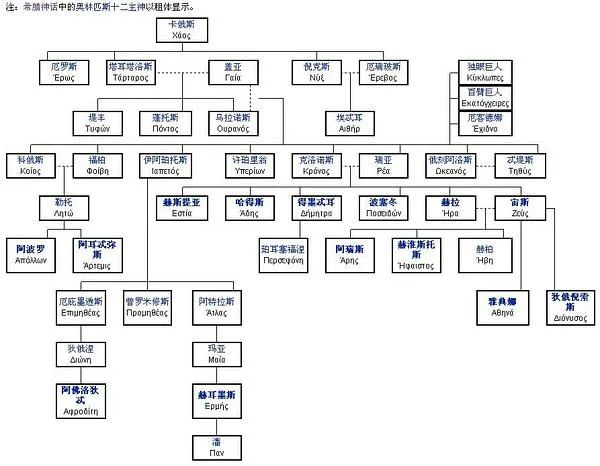 注：希腊神话中的奥林匹斯十二主神以粗体显示。
卡俄斯
Χάος
厄罗斯
Έρως
塔耳塔洛斯
Τάρταρος
盖亚
Γαία
倪克斯
Νύξ
厄瑞玻斯
Έρεβος
独眼巨人
Κύκλωπες
百臂巨人
Εκατόγχειρες
厄客德娜
Έχιδνα
堤丰
Τυφών
蓬托斯
Πόντος
乌拉诺斯
Ουρανός
埃忒耳
Αιθήρ
科俄斯
Κοίος
福柏
Φοίβη
伊阿珀托斯
Ιαπετός
许珀里翁
Υπερίων
克洛诺斯
Κρόνος
瑞亚
Ρέα
俄刻阿洛斯
Ωκεανός
忒堤斯
Τηθύς
勒托
Λητώ
赫斯提亚
Εστία
哈得斯
Άδης
得墨忒耳
Δήμητρα
波塞冬
Ποσειδών
赫拉
Ήρα
宙斯
Ζεύς
阿波罗
Απόλλων
阿耳忒弥
斯
Άρτεμις
珀耳塞福涅
Περσεφόνη
阿瑞斯
Άρης
赫淮斯托
斯
Ήφαιστος
赫柏
Ήβη
厄庇墨透斯
Επιμηθέας
普罗米修斯
Προμηθέας
阿特拉斯
Άτλας
雅典娜
Αθηνά
狄俄倪索
斯
Διόνυσος
狄俄涅
Διώνη
玛亚
Μαία
阿佛洛狄
忒
Αφροδίτη
赫耳墨斯
Ερμής
潘
Παν